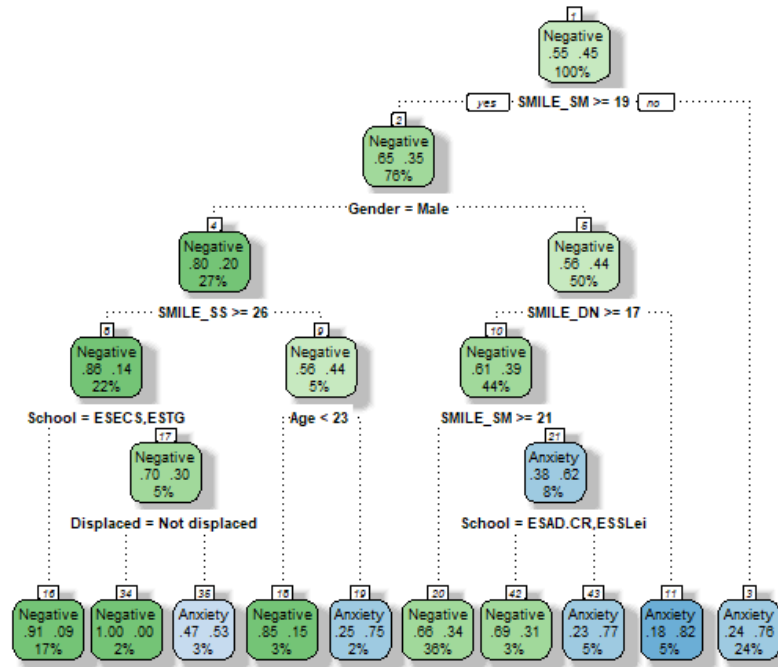 1
Negative
.55 .45
100%
yes SMILE_SM >= 19 no
2
Negative
.65 .35
76%
Gender = Male
4
Negative
.80 .20
27%
5
Negative
.56 .44
50%
SMILE_SS >= 26
SMILE_DN >= 17
8
Negative
.86 .14
22%
9
Negative
.56 .44
5%
10
Negative
.61 .39
44%
School = ESECS,ESTG
Age < 23
SMILE_SM >= 21
17
Negative
.70 .30
5%
21
Anxiety
.38 .62
8%
Displaced = Not displaced
School = ESAD.CR,ESSLei
16
Negative
.91 .09
17%
34
Negative
1.00 .00
2%
35
Anxiety
.47 .53
3%
18
Negative
.85 .15
3%
19
Anxiety
.25 .75
2%
20
Negative
.66 .34
36%
42
Negative
.69 .31
3%
43
Anxiety
.23 .77
5%
11
Anxiety
.18 .82
5%
3
Anxiety
.24 .76
24%